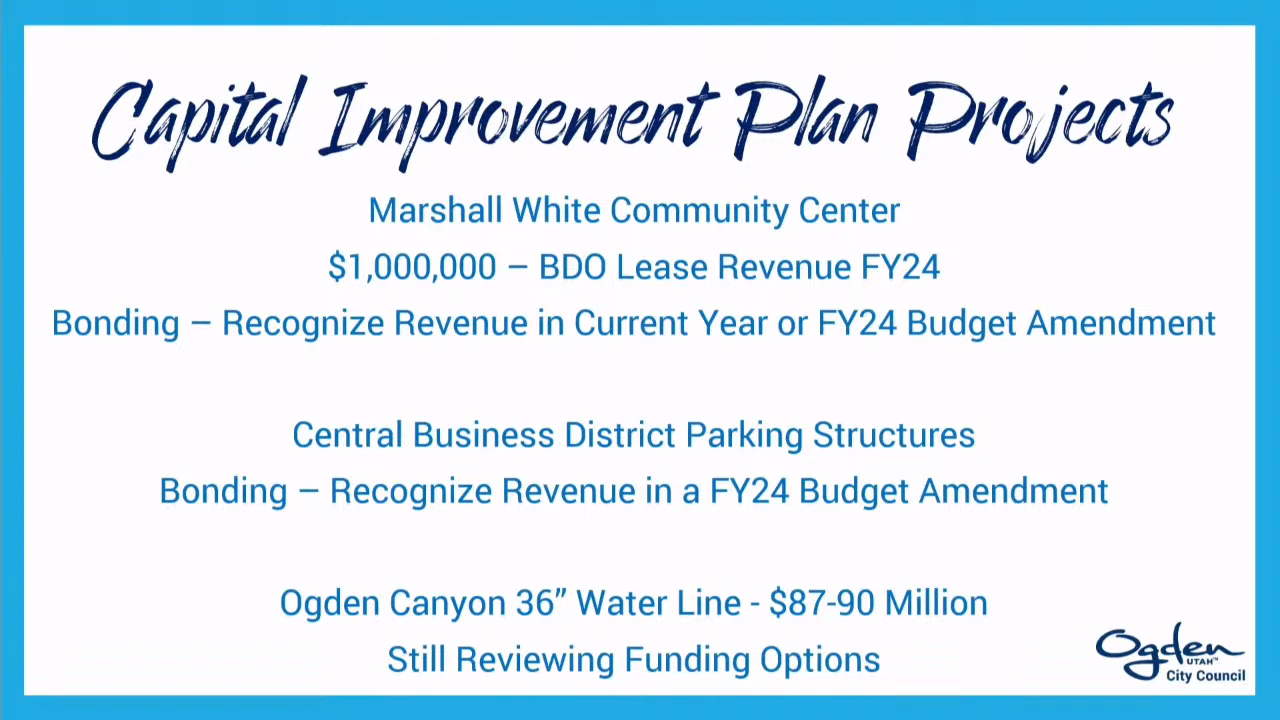 Capital Improvement Plan Projects
Marshall White Community Center
$1,000,000 – BDO Lease Revenue FY24
Bonding – Recognize Revenue in Current Year or FY24 Budget Amendment
Central Business District Parking Structures
Bonding – Recognize Revenue in a FY24 Budget Amendment
Ogden Canyon 36” Water Line - $87-90 Million
Still Reviewing Funding Options
Ogden
UTAH™
City Council